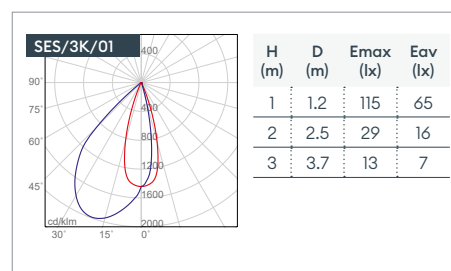 SES/3K/01
400
90°
75°
60°
45°
400
800
1200
1600
2000
cd/klm
30° 15° 0°
H (m) D (m) Emax (lx) Eav (lx)
1 1.2 115 65
2 2.5 29 16
3 3.7 13 7